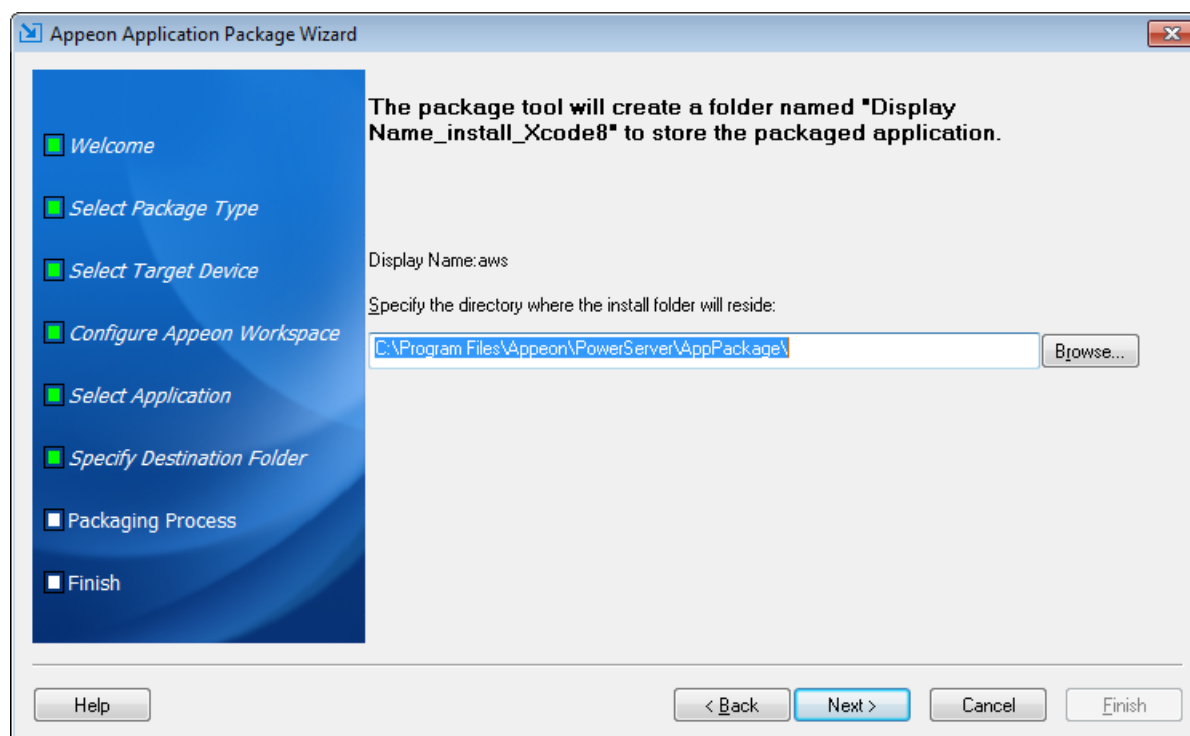 Appeon Application Package Wizard
Welcome
Select Package Type
Select Target Device
Configure Appeon Workspace
Select Application
Specify Destination Folder
Packaging Process
Finish
The package tool will create a folder named "Display
Name_install_Xcode8" to store the packaged application.
Display Name:aws
Specify the directory where the install folder will reside:
C:\Program Files\Appeon\PowerServer\AppPackage\
Browse...
Help
< Back
Next >
Cancel
Finish